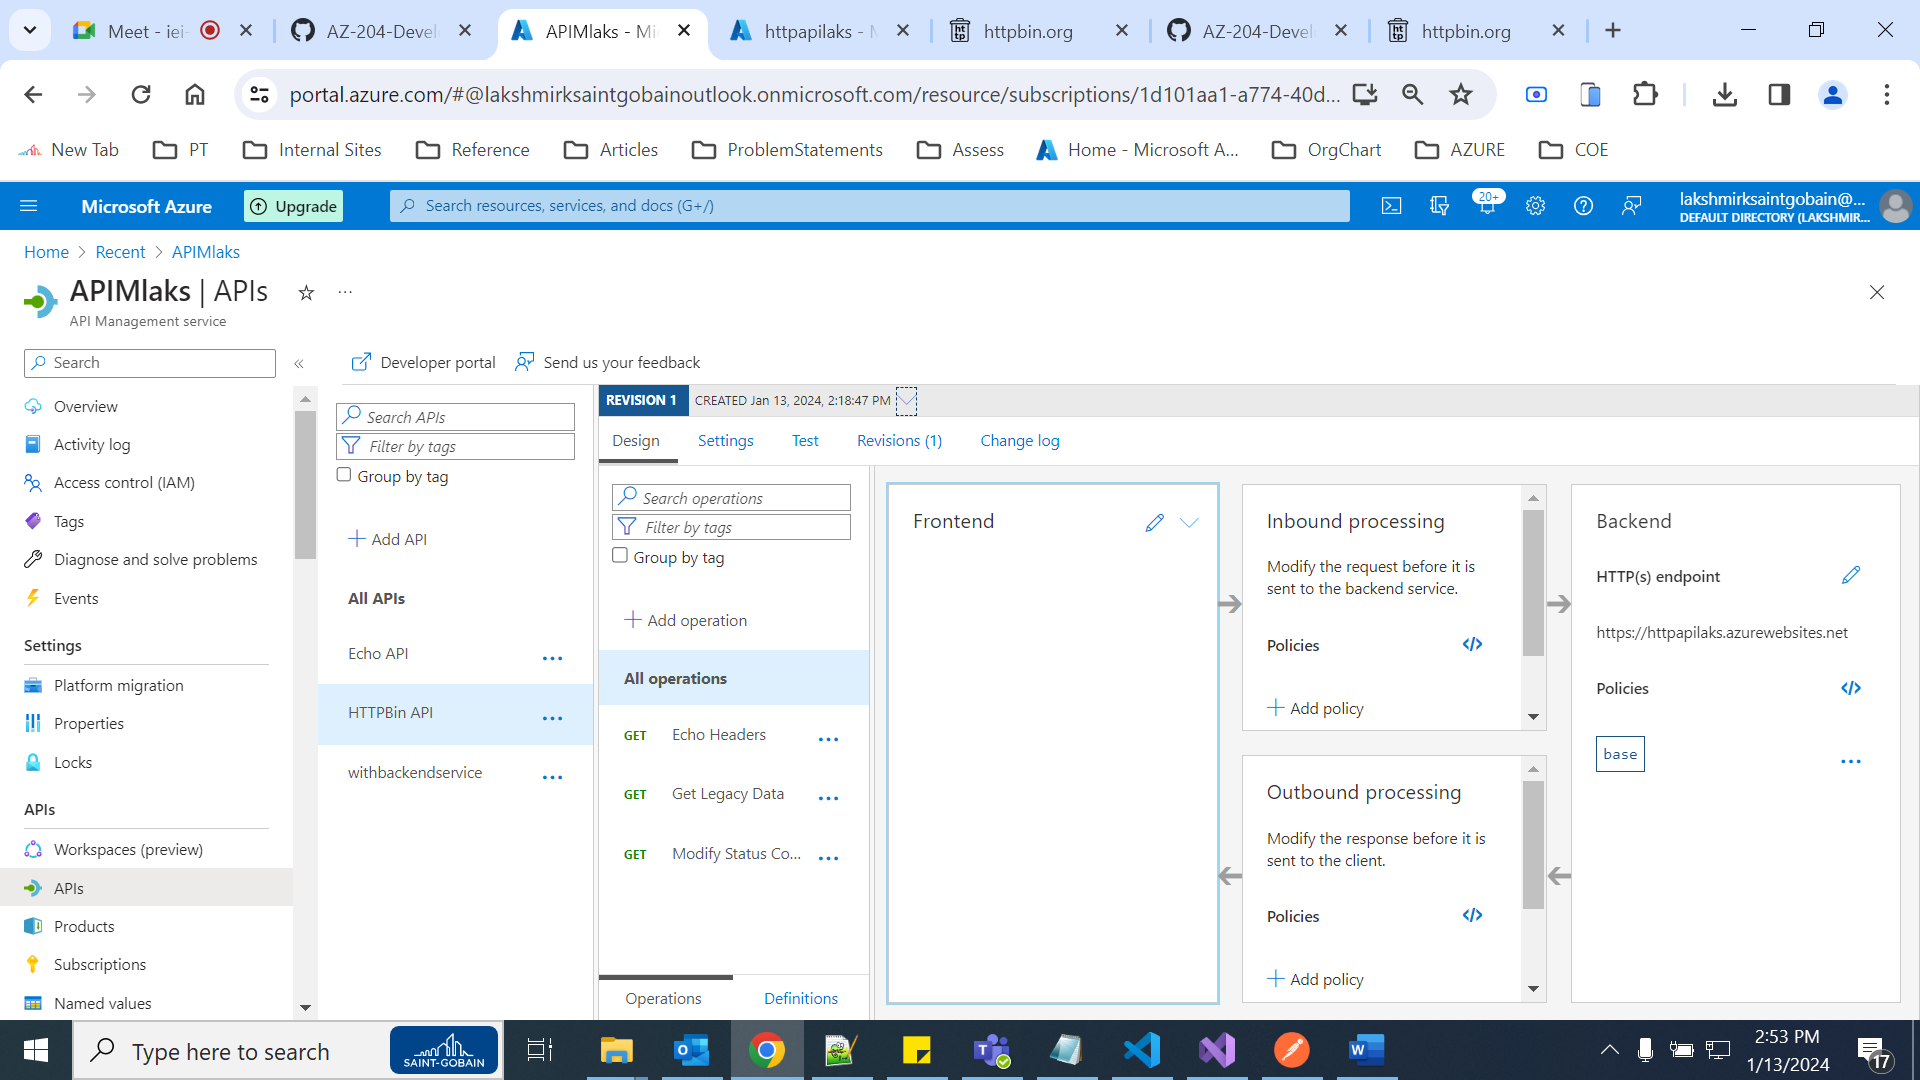 Meet - iei-
AZ-204-Devel
APIMlaks - Mi
httpapilaks - M
httpbin.org
AZ-204-Devel
httpbin.org
portal.azure.com/#@lakshmirksaintgobainoutlook.onmicrosoft.com/resource/subscriptions/1d101aa1-a774-40d...
New Tab
PT
Internal Sites
Reference
Articles
ProblemStatements
Assess
Home - Microsoft A...
OrgChart
AZURE
COE
Microsoft Azure
Upgrade
Search resources, services, and docs (G+/)
20+
lakshmirksaintgobain@...
DEFAULT DIRECTORY (LAKSHMIR...
Home > Recent > APIMlaks
APIMlaks | APIs
...
API Management service
Search
«
Developer portal
Send us your feedback
Overview
Activity log
Access control (IAM)
Tags
Diagnose and solve problems
Events
Settings
Platform migration
Properties
Locks
APIs
Workspaces (preview)
APIs
Products
Subscriptions
Named values
Search APIs
Filter by tags
Group by tag
+ Add API
All APIs
Echo API
...
HTTPBin API
...
withbackendservice
...
REVISION 1
CREATED Jan 13, 2024, 2:18:47 PM
Design
Settings
Test
Revisions (1)
Change log
Search operations
Filter by tags
Group by tag
+ Add operation
All operations
GET Echo Headers ...
GET Get Legacy Data ...
GET Modify Status Co... ...
Operations
Definitions
Frontend
Inbound processing
Modify the request before it is
sent to the backend service.
Policies </>
+ Add policy
Outbound processing
Modify the response before it is
sent to the client.
Policies </>
+ Add policy
Backend
HTTP(s) endpoint
https://httpapilaks.azurewebsites.net
Policies </>
base ...
Type here to search
SAINT-GOBAIN
2:53 PM
1/13/2024
17